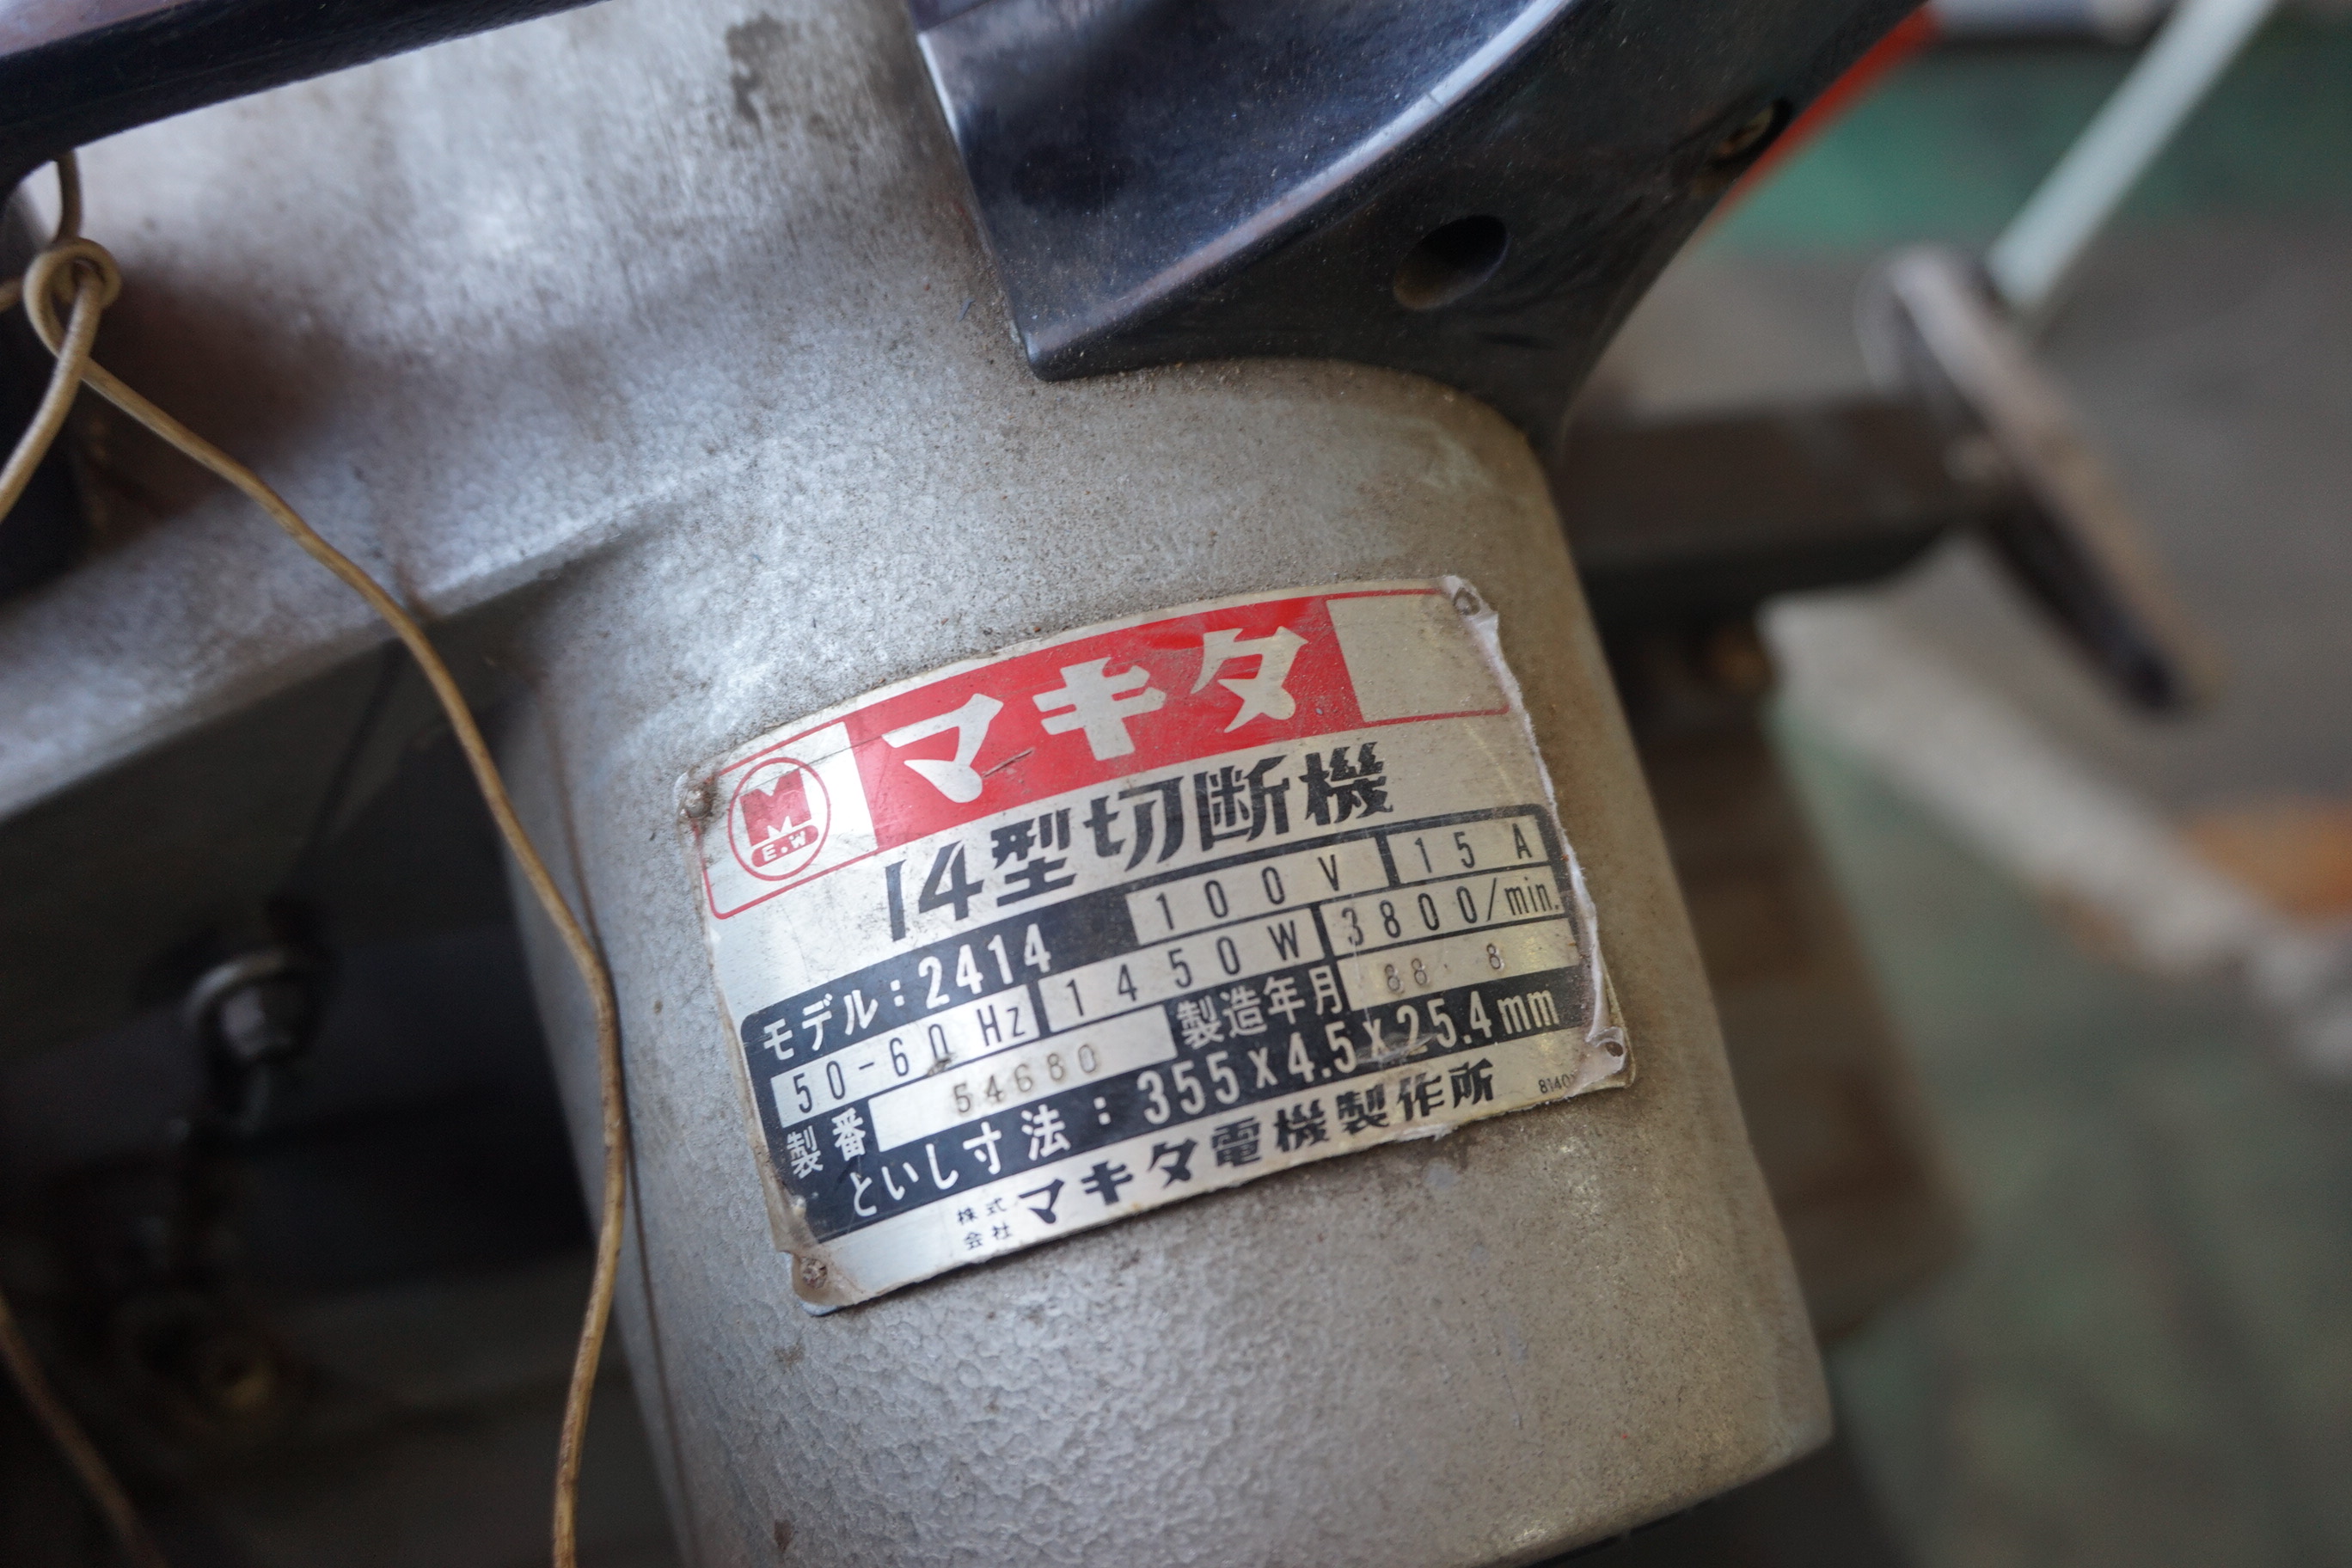 マキタ
M
E.W
14型切断機
モデル:2414 100V 15A
50-60Hz 1450W 3800/min.
製番 54680 製造年月 88.8
といし寸法:355X4.5X25.4mm
株式会社 マキタ電機製作所